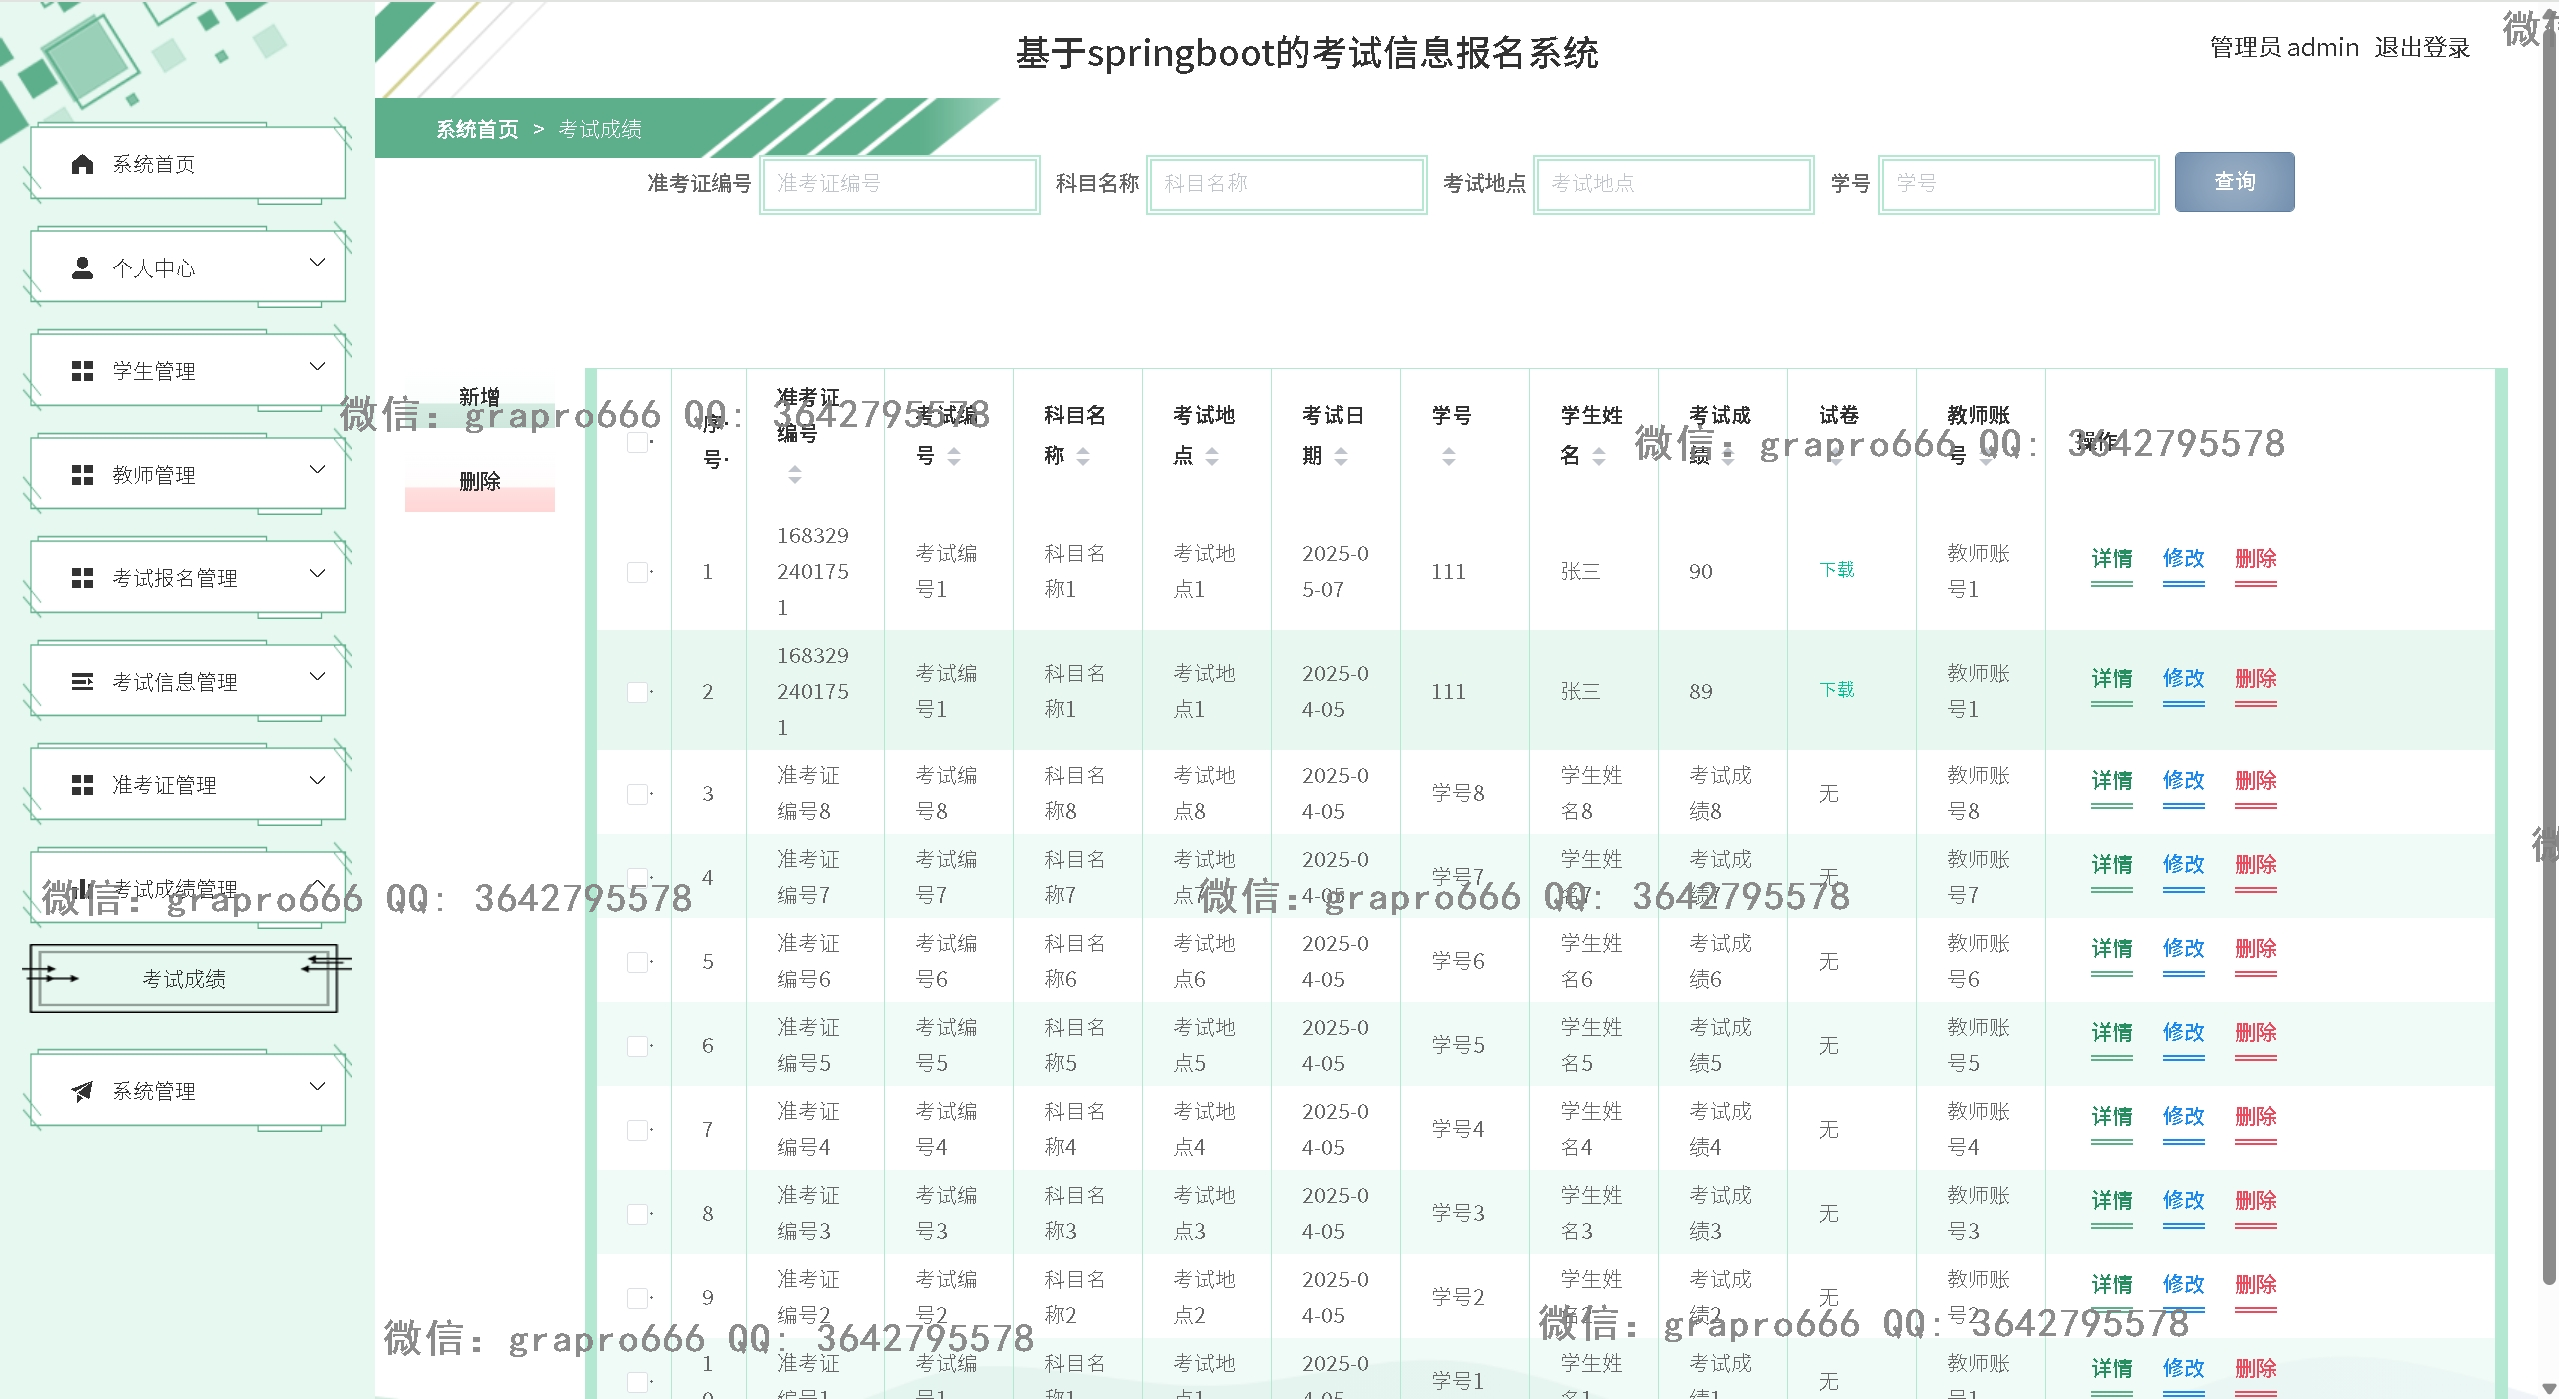 基于springboot的考试信息报名系统
管理员 admin 退出登录
系统首页 > 考试成绩
准考证编号 准考证编号 科目名称 科目名称 考试地点 考试地点 学号 学号 查询
系统首页
个人中心
学生管理
教师管理
考试报名管理
考试信息管理
准考证管理
考试成绩管理
考试成绩
系统管理
新增
删除
序号 准考证编号 考试编号 科目名称 考试地点 考试日期 学号 学生姓名 考试成绩 试卷 教师账号 操作
1 1683292401751 考试编号1 科目名称1 考试地点1 2025-05-07 111 张三 90 下载 教师账号1 详情 修改 删除
2 1683292401751 考试编号1 科目名称1 考试地点1 2025-04-05 111 张三 89 下载 教师账号1 详情 修改 删除
3 准考证编号8 考试编号8 科目名称8 考试地点8 2025-04-05 学号8 学生姓名8 考试成绩8 无 教师账号8 详情 修改 删除
4 准考证编号7 考试编号7 科目名称7 考试地点7 2025-04-05 学号7 学生姓名7 考试成绩7 无 教师账号7 详情 修改 删除
5 准考证编号6 考试编号6 科目名称6 考试地点6 2025-04-05 学号6 学生姓名6 考试成绩6 无 教师账号6 详情 修改 删除
6 准考证编号5 考试编号5 科目名称5 考试地点5 2025-04-05 学号5 学生姓名5 考试成绩5 无 教师账号5 详情 修改 删除
7 准考证编号4 考试编号4 科目名称4 考试地点4 2025-04-05 学号4 学生姓名4 考试成绩4 无 教师账号4 详情 修改 删除
8 准考证编号3 考试编号3 科目名称3 考试地点3 2025-04-05 学号3 学生姓名3 考试成绩3 无 教师账号3 详情 修改 删除
9 准考证编号2 考试编号2 科目名称2 考试地点2 2025-04-05 学号2 学生姓名2 考试成绩2 无 教师账号2 详情 修改 删除
10 准考证编号1 考试编号1 科目名称1 考试地点1 2025-04-05 学号1 学生姓名1 考试成绩1 无 教师账号1 详情 修改 删除
微信: grapro666 QQ: 3642795578
微信: grapro666 QQ: 3642795578
微信: grapro666 QQ: 3642795578
微信: grapro666 QQ: 3642795578
微信: grapro666 QQ: 3642795578
微信: grapro666 QQ: 3642795578
微
微